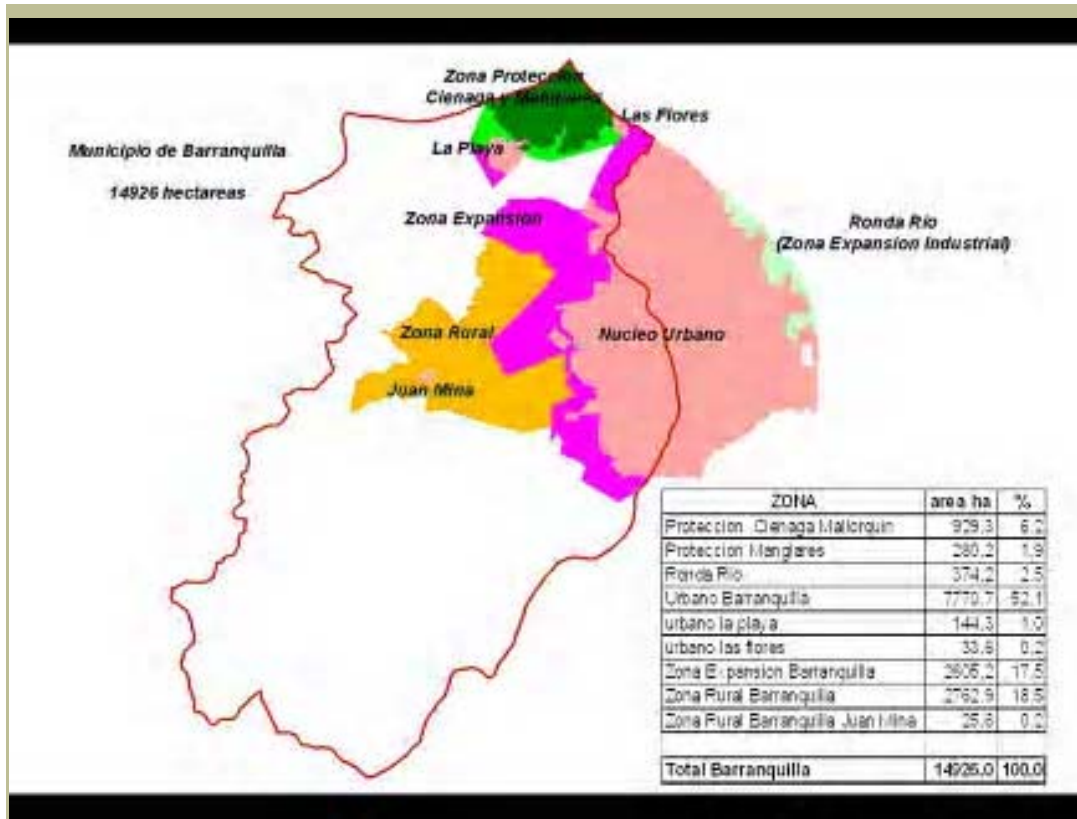 Zona Proteccion
Cienaga y Manglares
Las Flores
Municipio de Barranquilla
La Playa
14926 hectareas
Zona Expansion
Ronda Rio
(Zona Expansion Industrial)
Zona Rural
Nucleo Urbano
Juan Mina
ZONA area ha %
Proteccion Cienaga Mallorquin 929,3 6,2
Proteccion Manglares 280,2 1,9
Ronda Rio 374,2 2,5
Urbano Barranquilla 7770,7 52,1
urbano la playa 144,3 1,0
urbano las flores 33,6 0,2
Zona Expansion Barranquilla 2605,2 17,5
Zona Rural Barranquilla 2762,9 18,5
Zona Rural Barranquilla Juan Mina 25,6 0,2
Total Barranquilla 14926,0 100,0